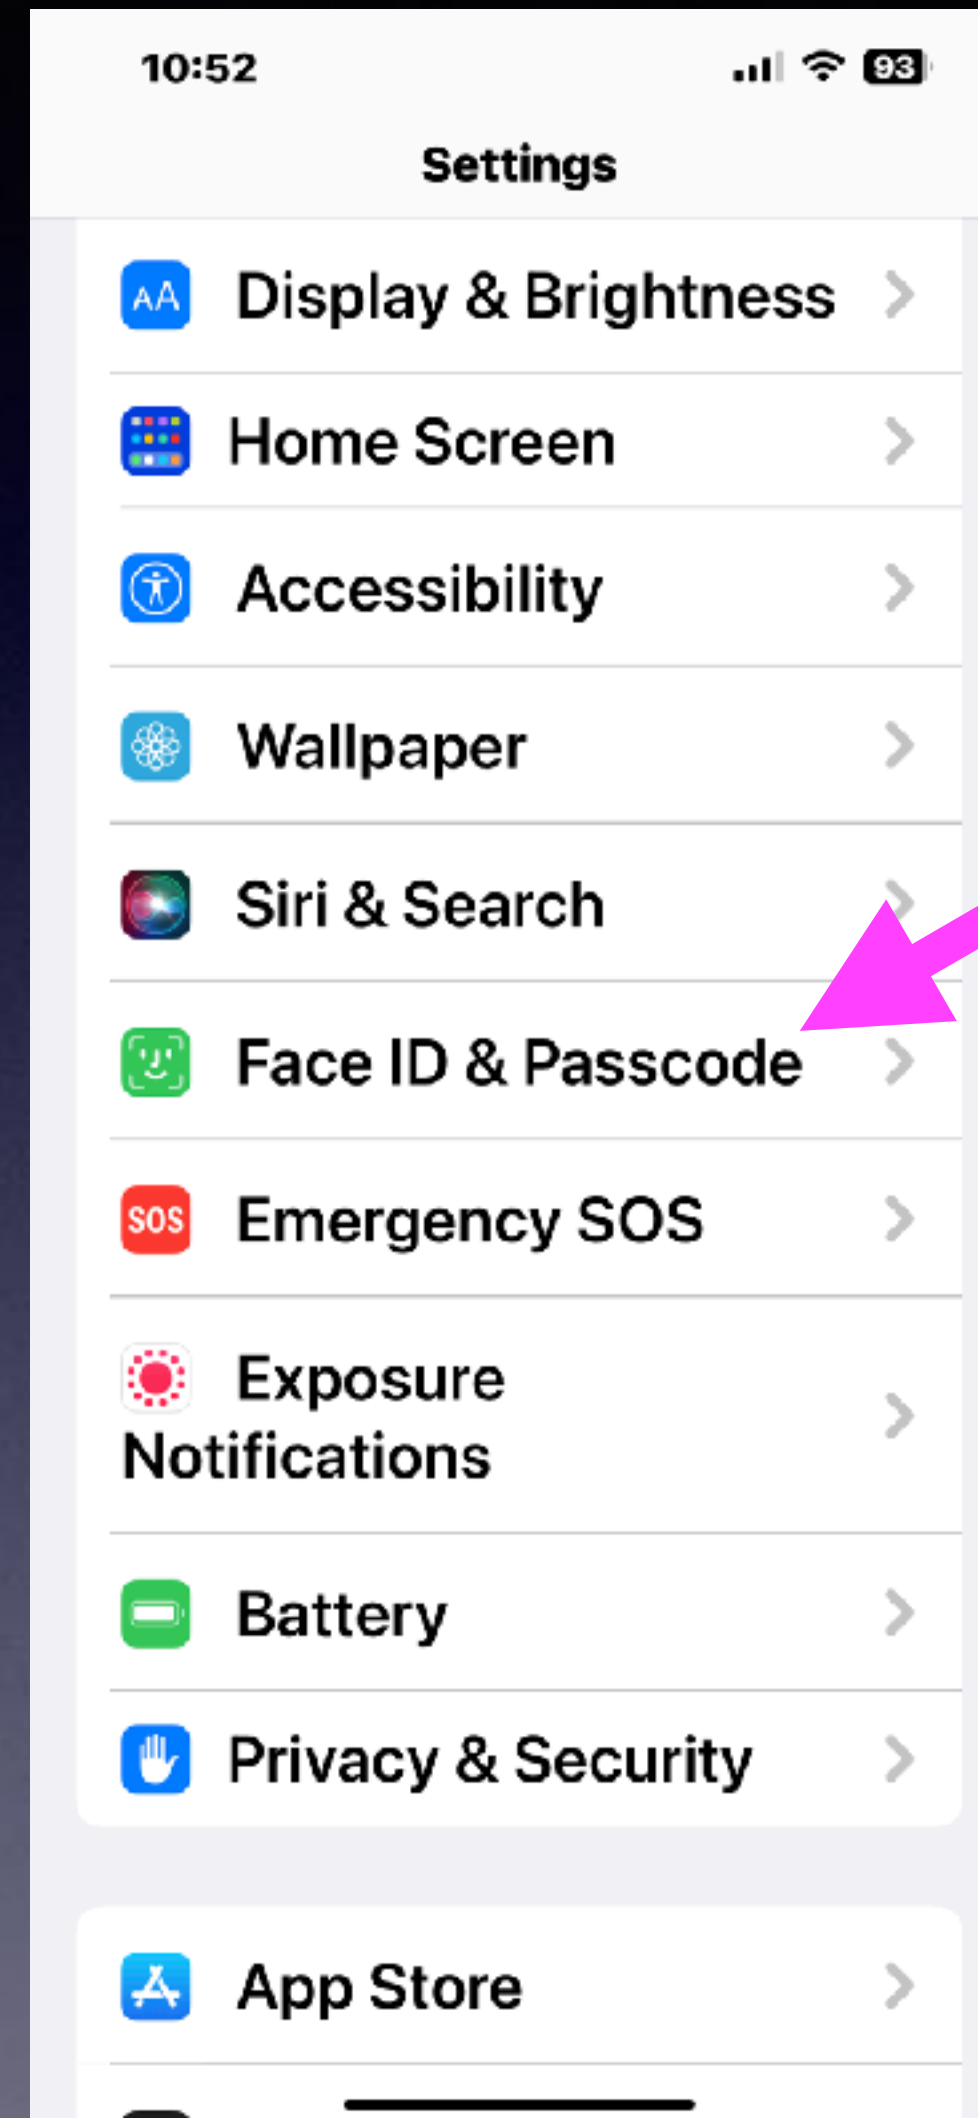 10:52
93
Settings
AA Display & Brightness
Home Screen
Accessibility
Wallpaper
Siri & Search
Face ID & Passcode
SOS Emergency SOS
Exposure
Notifications
Battery
Privacy & Security
App Store